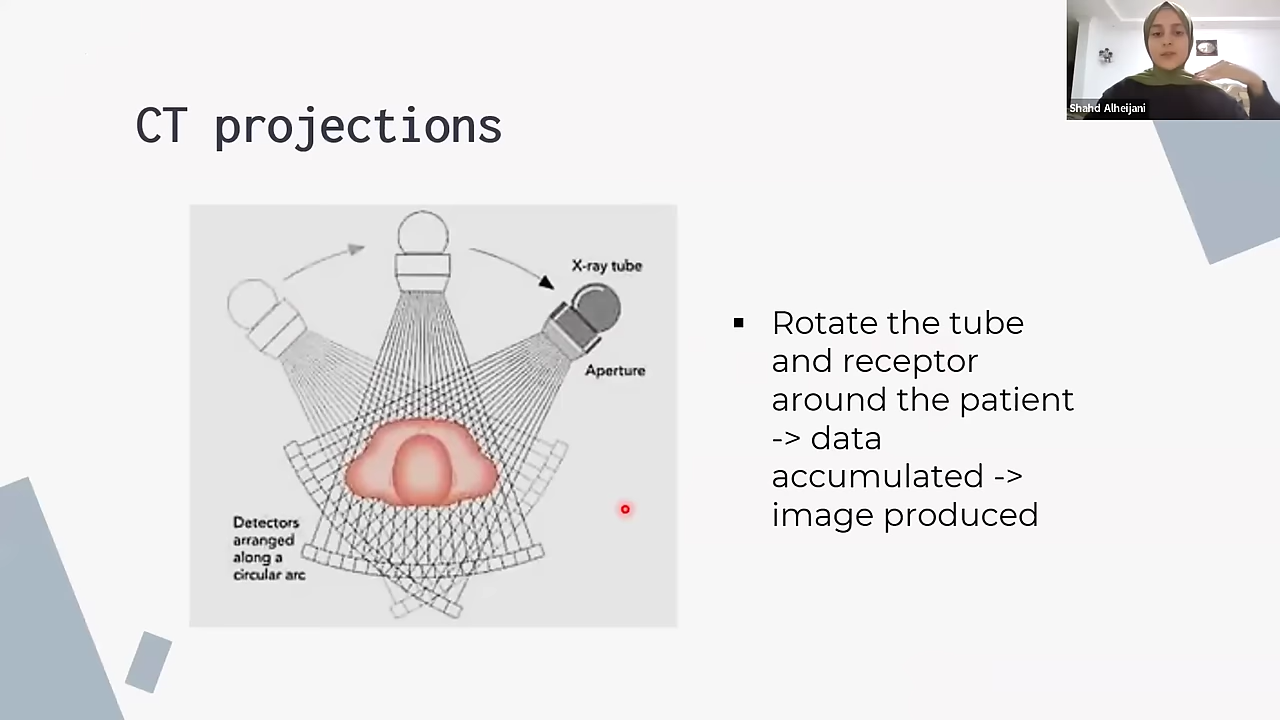 Shahd Alheijani
CT projections
X-ray tube
Aperture
Detectors
arranged
along a
circular arc
▪ Rotate the tube
and receptor
around the patient
-> data
accumulated ->
image produced